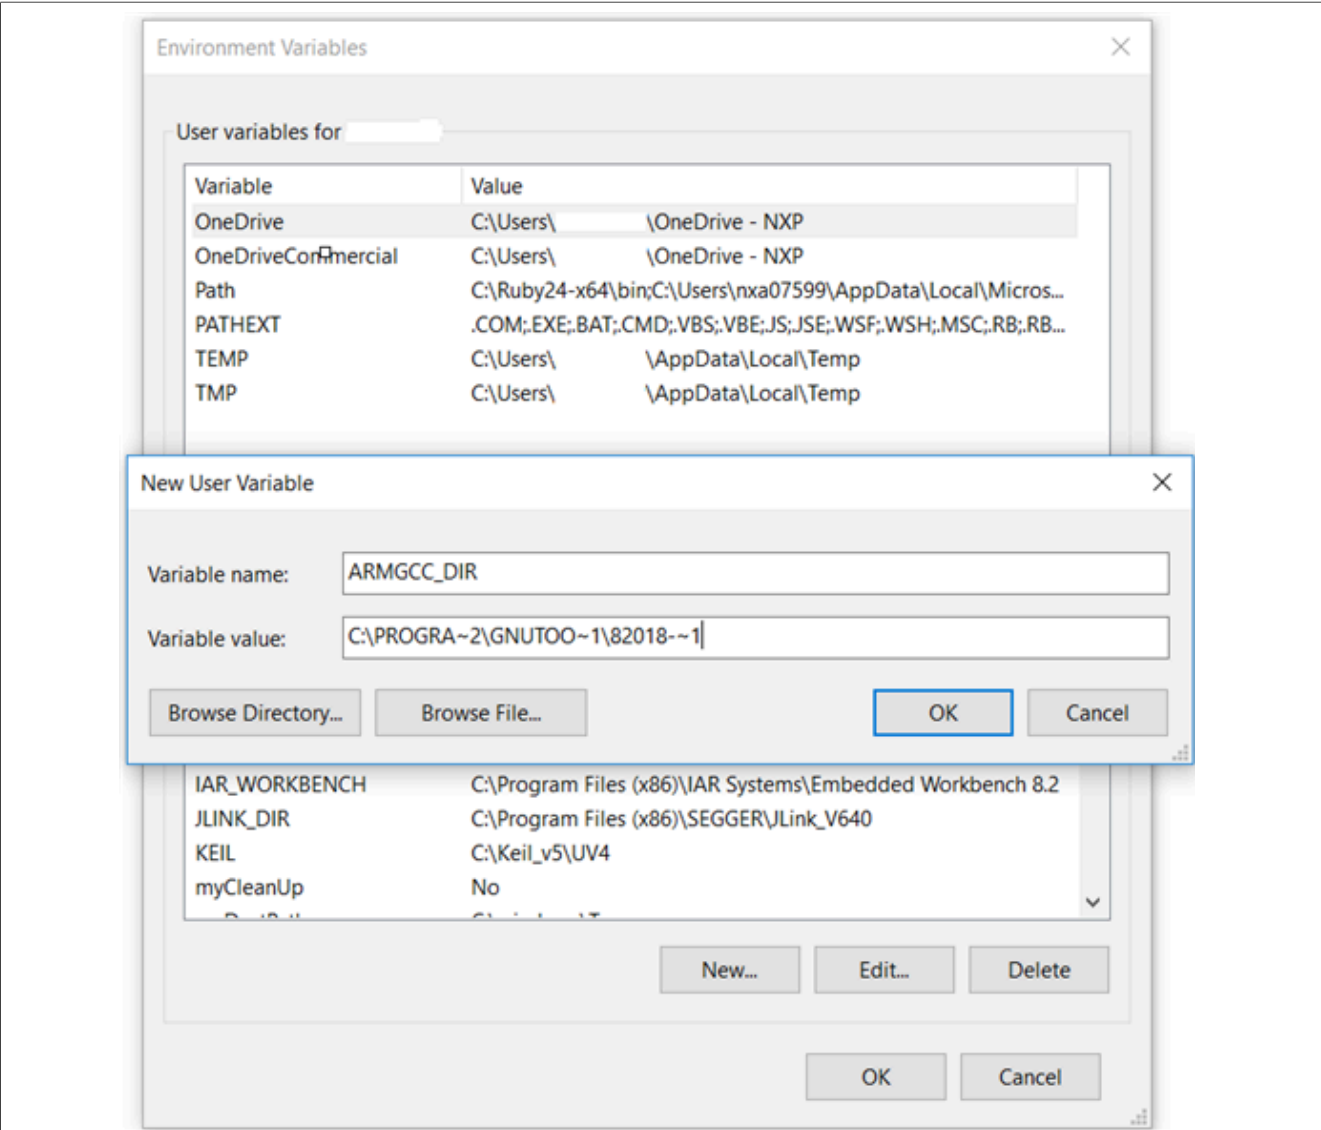 Environment Variables
User variables for
Variable Value
OneDrive C:\Users\ \OneDrive - NXP
OneDriveCommercial C:\Users\ \OneDrive - NXP
Path C:\Ruby24-x64\bin;C:\Users\nxa07599\AppData\Local\Micros...
PATHEXT .COM;.EXE;.BAT;.CMD;.VBS;.VBE;.JS;.JSE;.WSF;.WSH;.MSC;.RB;.RB...
TEMP C:\Users\ \AppData\Local\Temp
TMP C:\Users\ \AppData\Local\Temp
New User Variable
Variable name: ARMGCC_DIR
Variable value: C:\PROGRA~2\GNUTOO~1\82018-~1
Browse Directory... Browse File... OK Cancel
IAR_WORKBENCH C:\Program Files (x86)\IAR Systems\Embedded Workbench 8.2
JLINK_DIR C:\Program Files (x86)\SEGGER\JLink_V640
KEIL C:\Keil_v5\UV4
myCleanUp No
New... Edit... Delete
OK Cancel